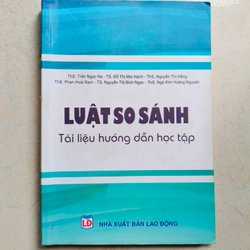 ThS. Trần Ngọc Hà - TS. Đỗ Thị Mai Hạnh - ThS. Nguyễn Thị Hằng
ThS. Phan Hoài Nam - TS. Nguyễn Thị Bích Ngọc - ThS. Ngô Kim Hoàng Nguyên
LUẬT SO SÁNH
Tài liệu hướng dẫn học tập
LĐ
NHÀ XUẤT BẢN LAO ĐỘNG